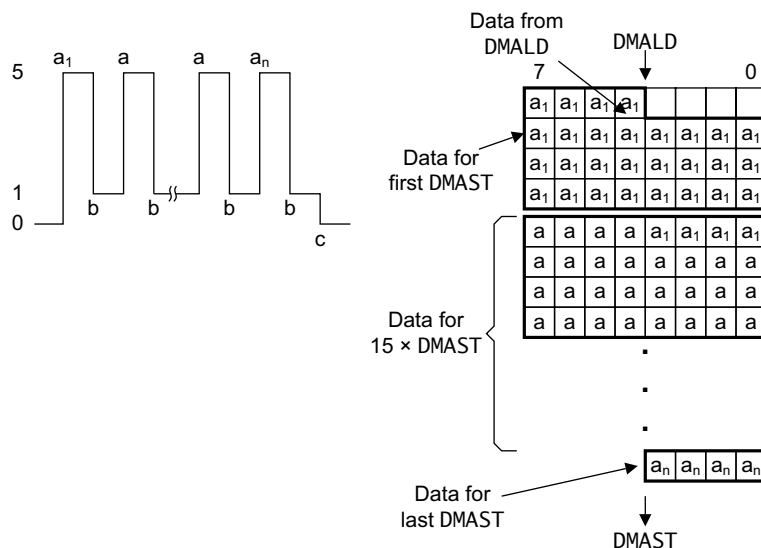 a1 a a an
5
1
0
b b b b
c
Data from
DMALD
DMALD
7 0
a1 a1 a1 a1
a1 a1 a1 a1 a1 a1 a1 a1
a1 a1 a1 a1 a1 a1 a1 a1
a1 a1 a1 a1 a1 a1 a1 a1
Data for
first DMAST
a a a a a1 a1 a1 a1
a a a a a a a a
a a a a a a a a
a a a a a a a a
Data for
15 × DMAST
.
.
.
an an an an
Data for
last DMAST
DMAST